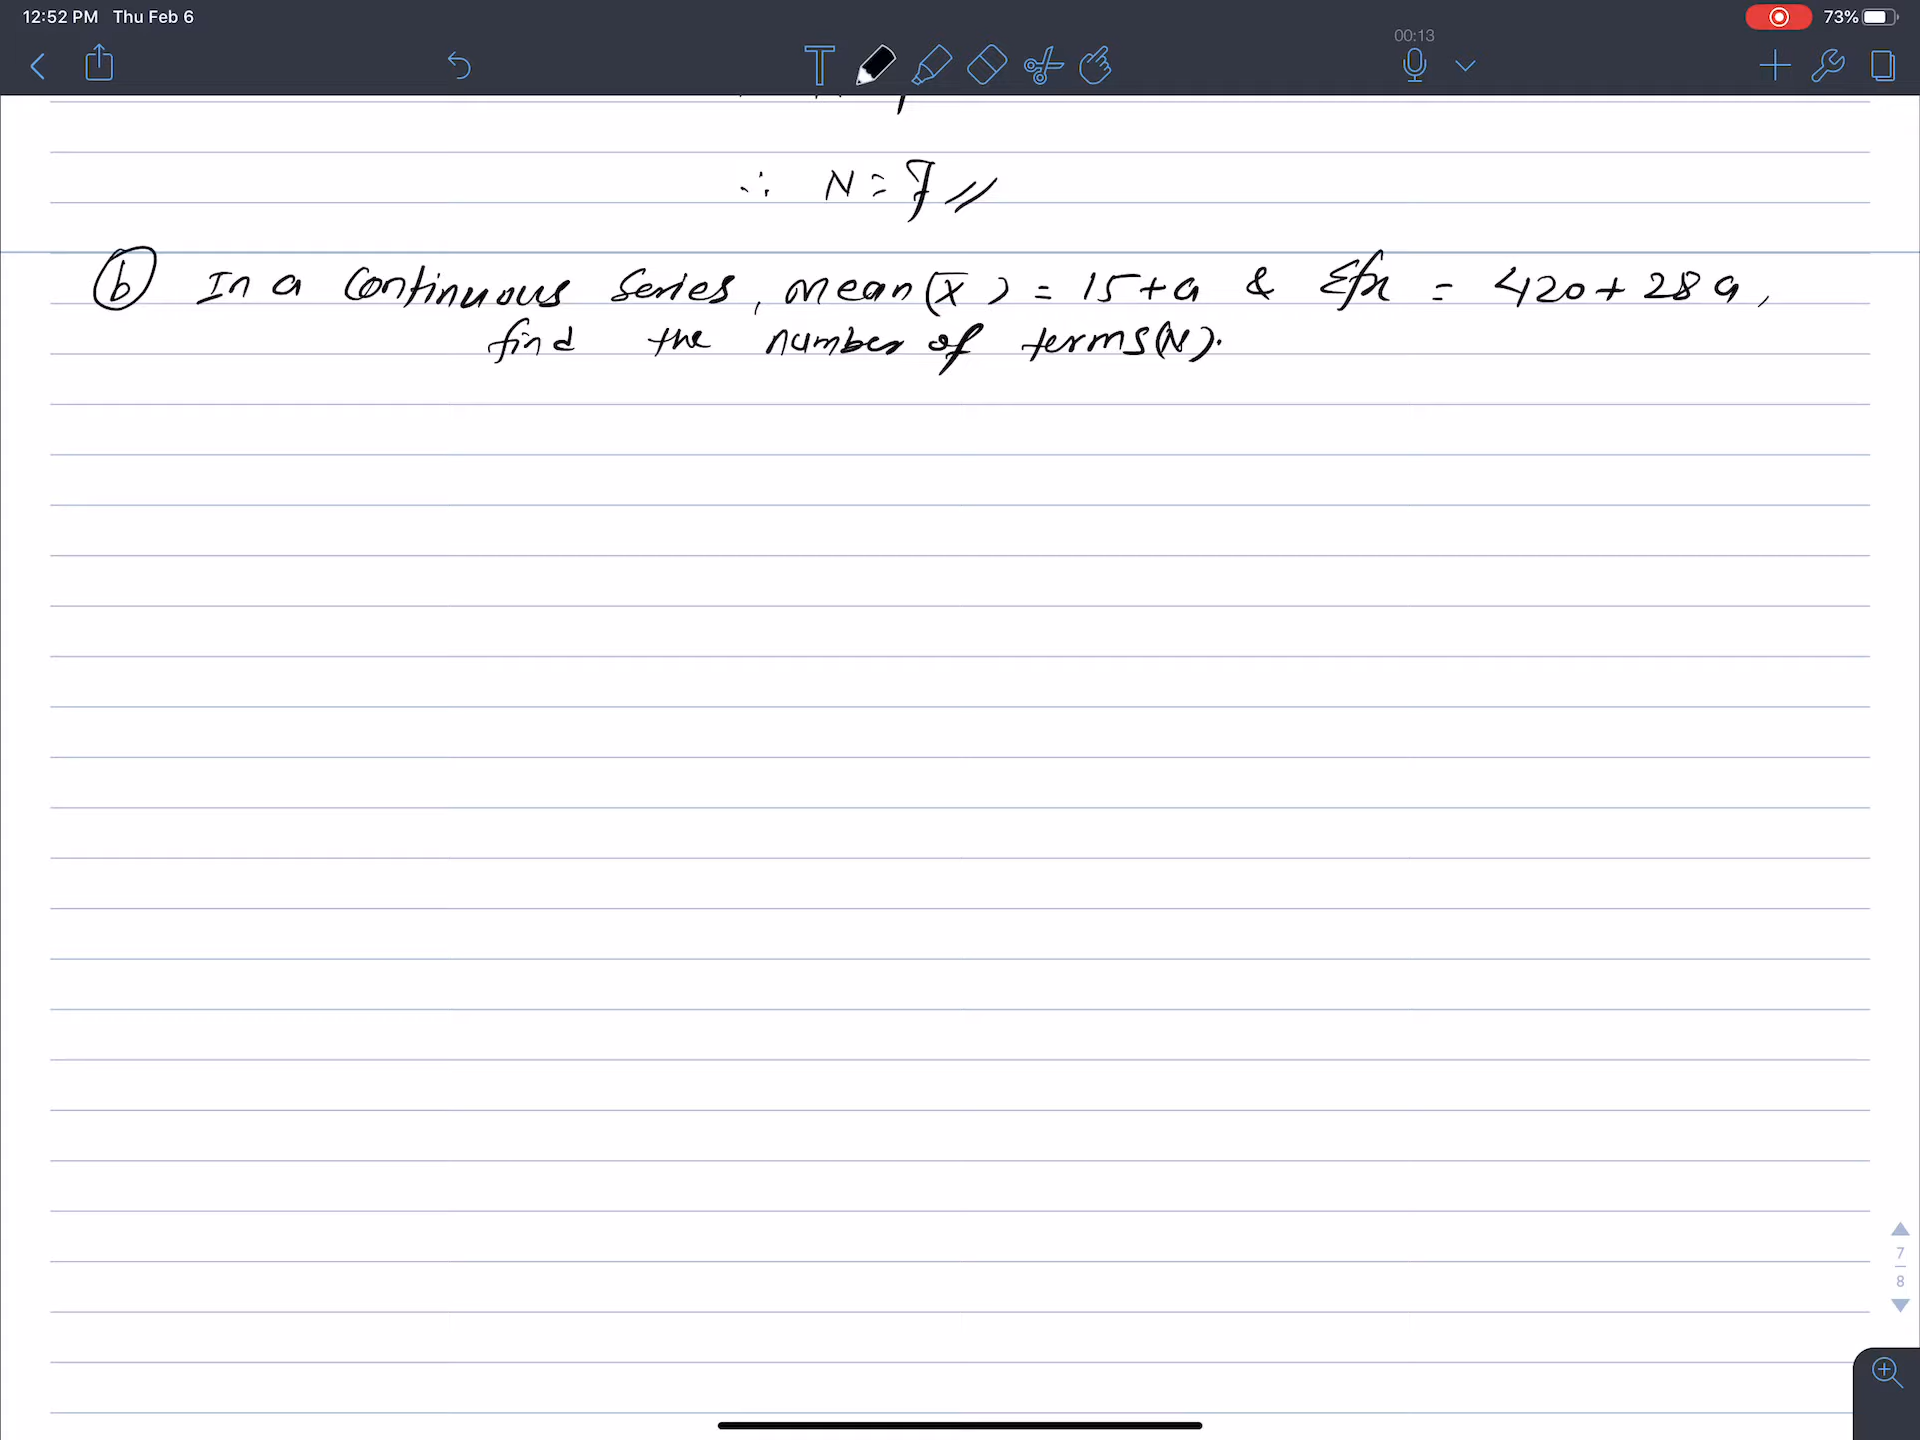 12:52 PM Thu Feb 6
73%
00:13
∴ N = 7 //
(b) In a continuous series, mean (x̄) = 15+a & Σfx = 420 + 28a,
find the number of terms(N).
7
8